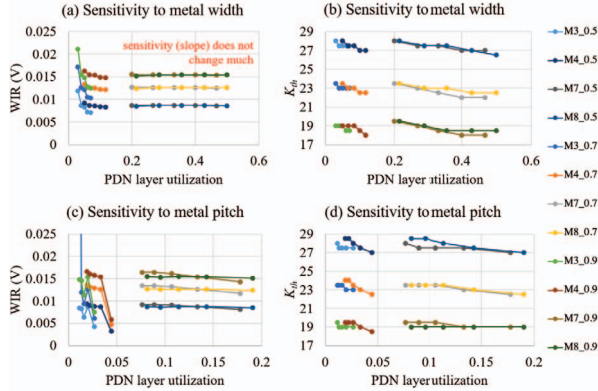 (a) Sensitivity to metal width
WIR (V)
0.025
0.02
0.015
0.01
0.005
0
sensitivity (slope) does not
change much
0
0.2
0.4
0.6
PDN layer utilization
(b) Sensitivity to metal width
Kth
29
27
25
23
21
19
17
0
0.2
0.4
0.6
PDN layer utilization
(c) Sensitivity to metal pitch
WIR (V)
0.025
0.02
0.015
0.01
0.005
0
0
0.05
0.1
0.15
0.2
PDN layer utilization
(d) Sensitivity to metal pitch
Kth
29
27
25
23
21
19
17
0
0.05
0.1
0.15
0.2
PDN layer utilization
M3_0.5
M4_0.5
M7_0.5
M8_0.5
M3_0.7
M4_0.7
M7_0.7
M8_0.7
M3_0.9
M4_0.9
M7_0.9
M8_0.9